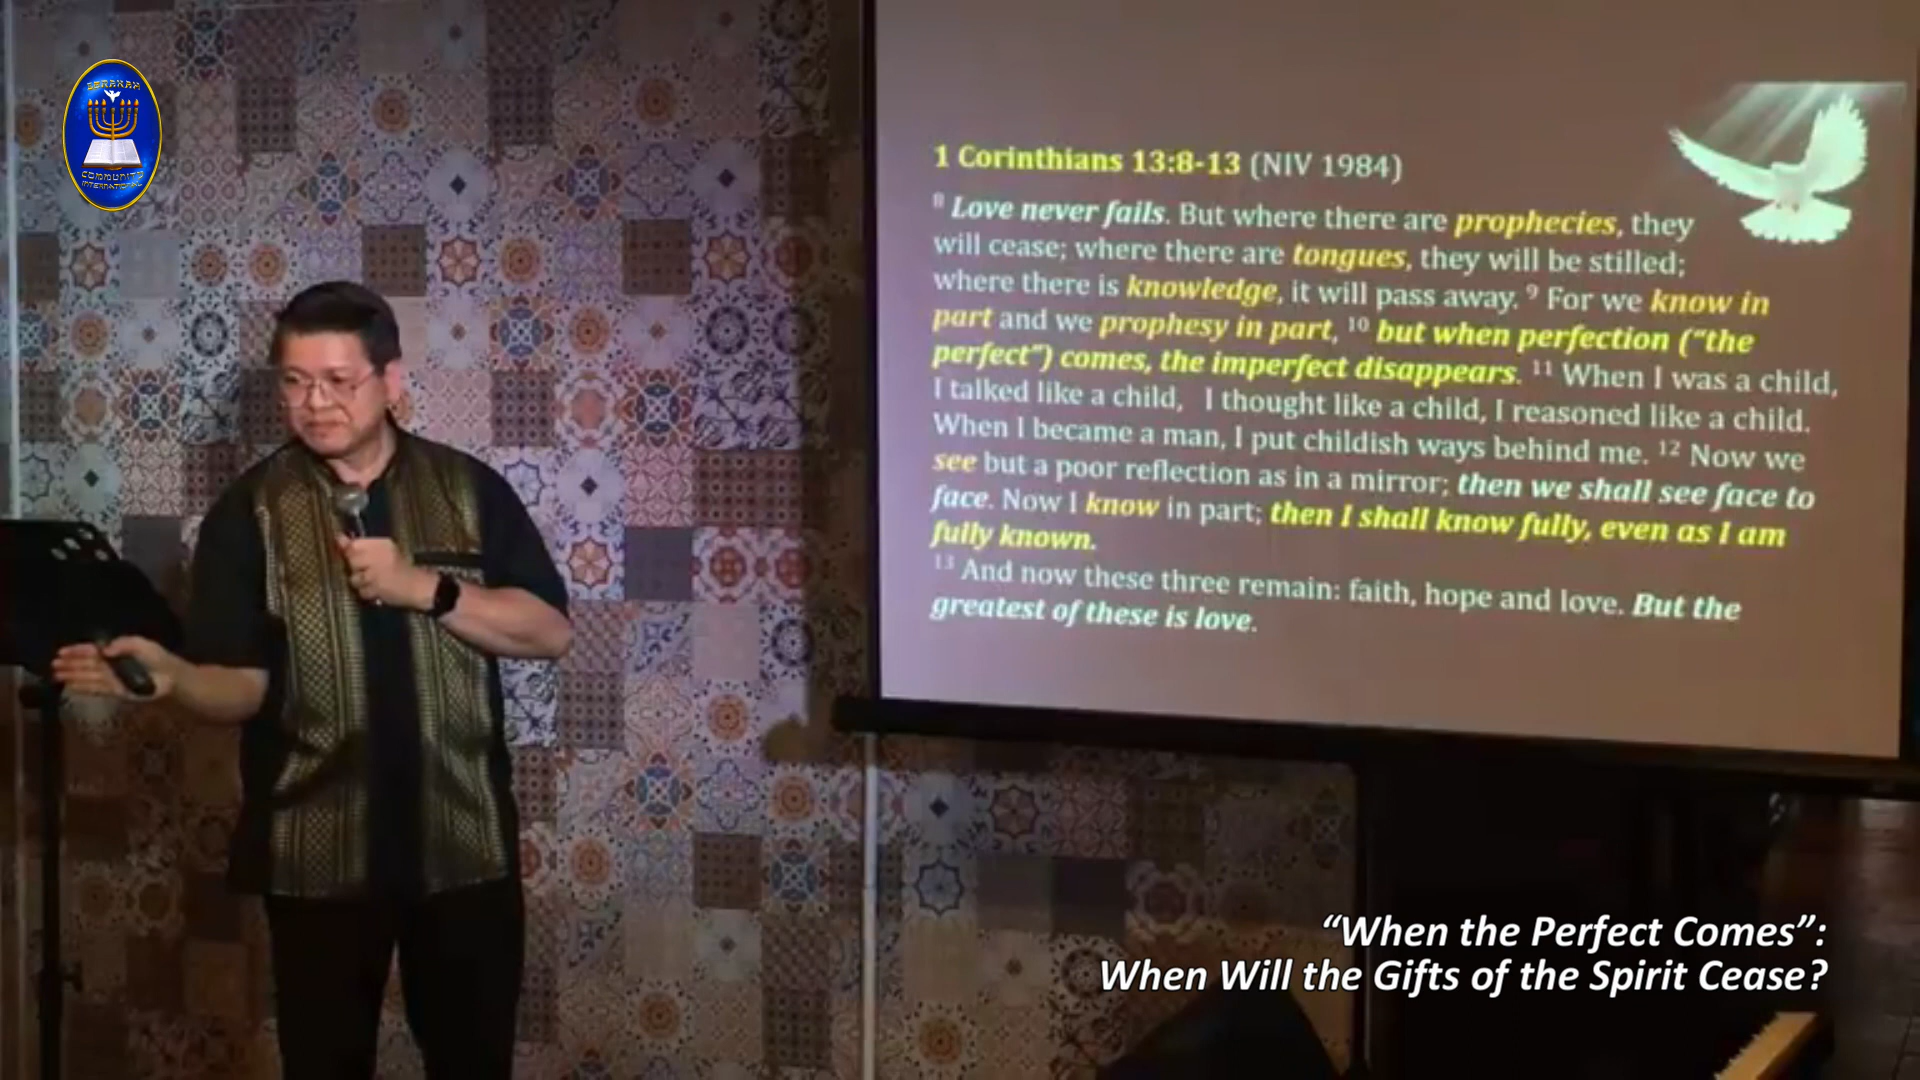 BERAKAH
COMMUNITY
INTERNATIONAL
1 Corinthians 13:8-13 (NIV 1984)
8 Love never fails. But where there are prophecies, they
will cease; where there are tongues, they will be stilled;
where there is knowledge, it will pass away. 9 For we know in
part and we prophesy in part, 10 but when perfection ("the
perfect") comes, the imperfect disappears. 11 When I was a child,
I talked like a child, I thought like a child, I reasoned like a child.
When I became a man, I put childish ways behind me. 12 Now we
see but a poor reflection as in a mirror; then we shall see face to
face. Now I know in part; then I shall know fully, even as I am
fully known.
13 And now these three remain: faith, hope and love. But the
greatest of these is love.
“When the Perfect Comes”:
When Will the Gifts of the Spirit Cease?